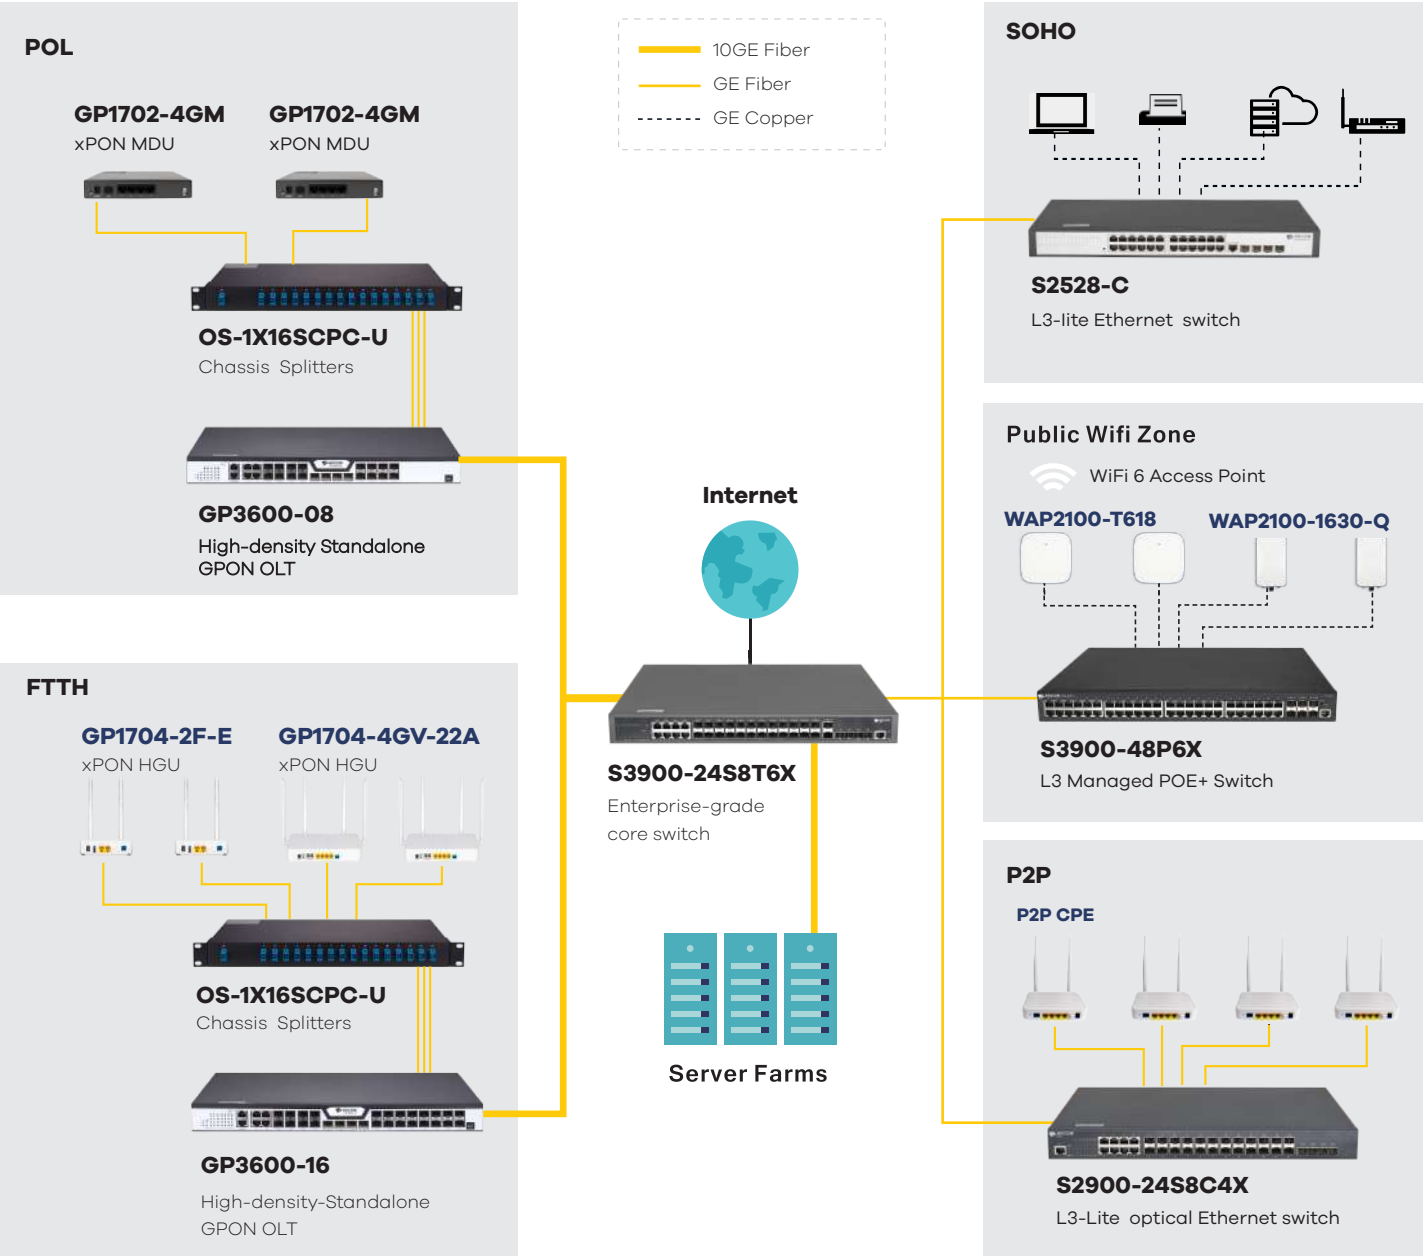 POL
GP1702-4GM
xPON MDU
GP1702-4GM
xPON MDU
OS-1X16SCPC-U
Chassis Splitters
GP3600-08
High-density Standalone
GPON OLT
FTTH
GP1704-2F-E
xPON HGU
GP1704-4GV-22A
xPON HGU
OS-1X16SCPC-U
Chassis Splitters
GP3600-16
High-density-Standalone
GPON OLT
10GE Fiber
GE Fiber
GE Copper
Internet
S3900-24S8T6X
Enterprise-grade
core switch
Server Farms
SOHO
S2528-C
L3-lite Ethernet switch
Public Wifi Zone
WiFi 6 Access Point
WAP2100-T618
WAP2100-1630-Q
S3900-48P6X
L3 Managed POE+ Switch
P2P
P2P CPE
S2900-24S8C4X
L3-Lite optical Ethernet switch